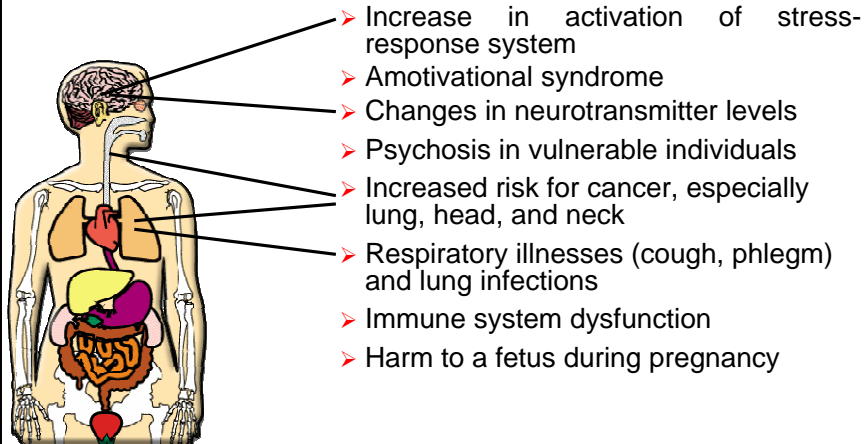 ➢ Increase in activation of stress-
response system
➢ Amotivational syndrome
➢ Changes in neurotransmitter levels
➢ Psychosis in vulnerable individuals
➢ Increased risk for cancer, especially
lung, head, and neck
➢ Respiratory illnesses (cough, phlegm)
and lung infections
➢ Immune system dysfunction
➢ Harm to a fetus during pregnancy